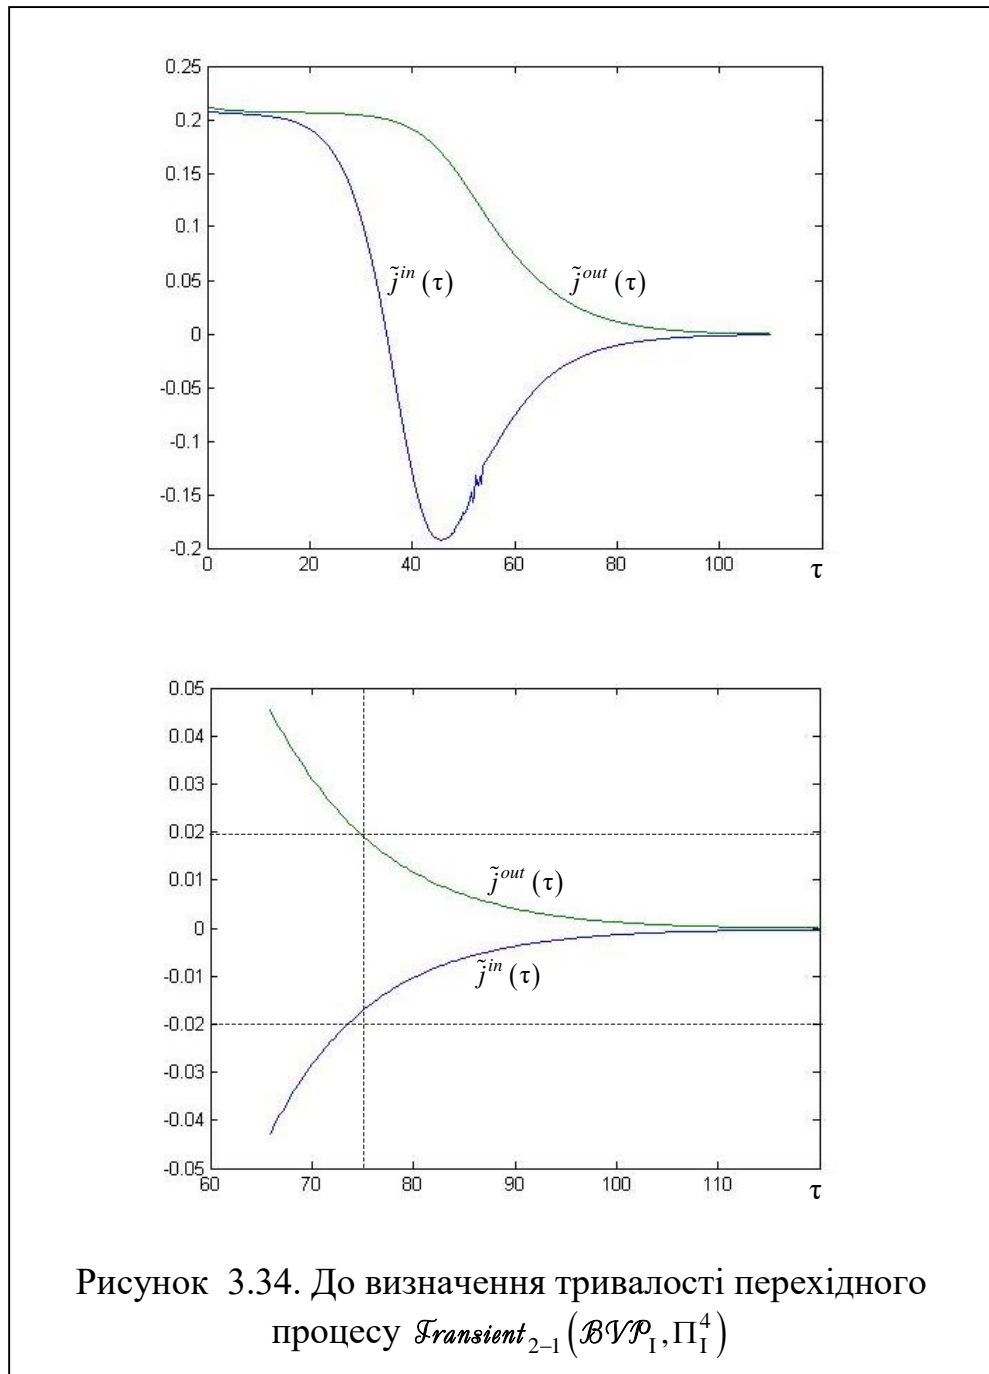 0.25
0.2
0.15
0.1
0.05
0
-0.05
-0.1
-0.15
-0.2
j̃ⁱⁿ(τ)
j̃ᵒᵘᵗ(τ)
0 20 40 60 80 100 τ
0.05
0.04
0.03
0.02
0.01
0
-0.01
-0.02
-0.03
-0.04
-0.05
j̃ᵒᵘᵗ(τ)
j̃ⁱⁿ(τ)
60 70 80 90 100 110 τ
Рисунок 3.34. До визначення тривалості перехідного
процесу 𝒯ransient₂₋₁(ℬ𝒱𝒫_I, Π_I^4)